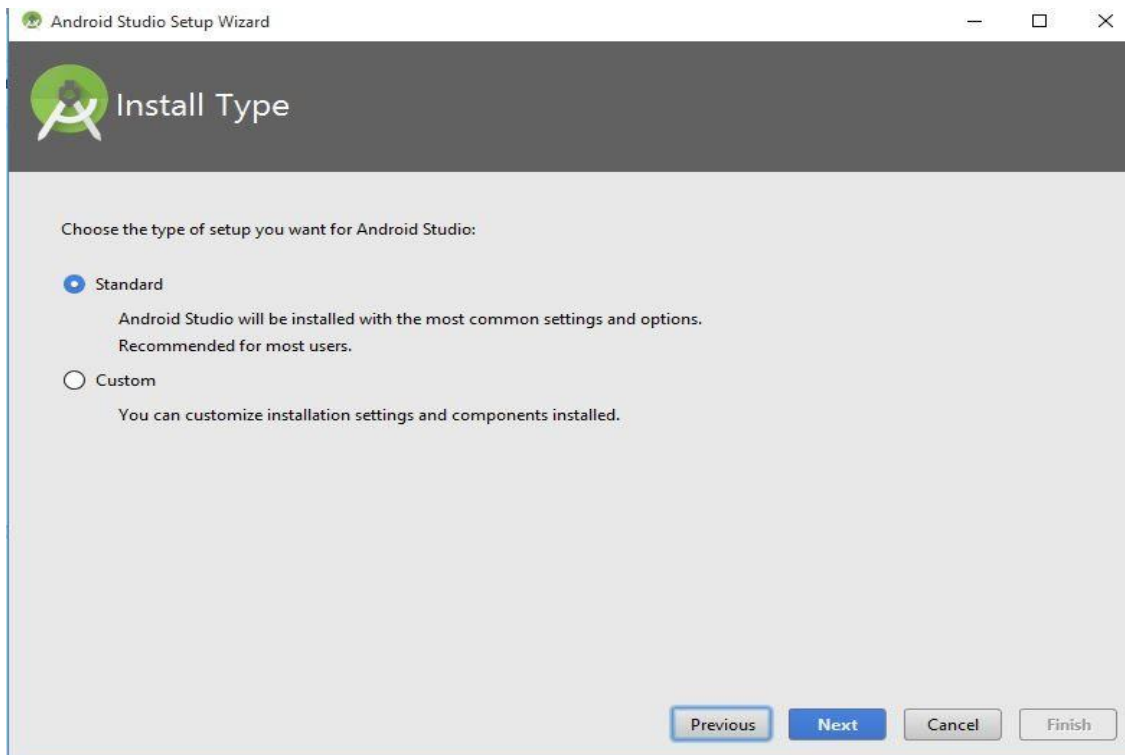 Android Studio Setup Wizard
Install Type
Choose the type of setup you want for Android Studio:
Standard
Android Studio will be installed with the most common settings and options.
Recommended for most users.
Custom
You can customize installation settings and components installed.
Previous Next Cancel Finish